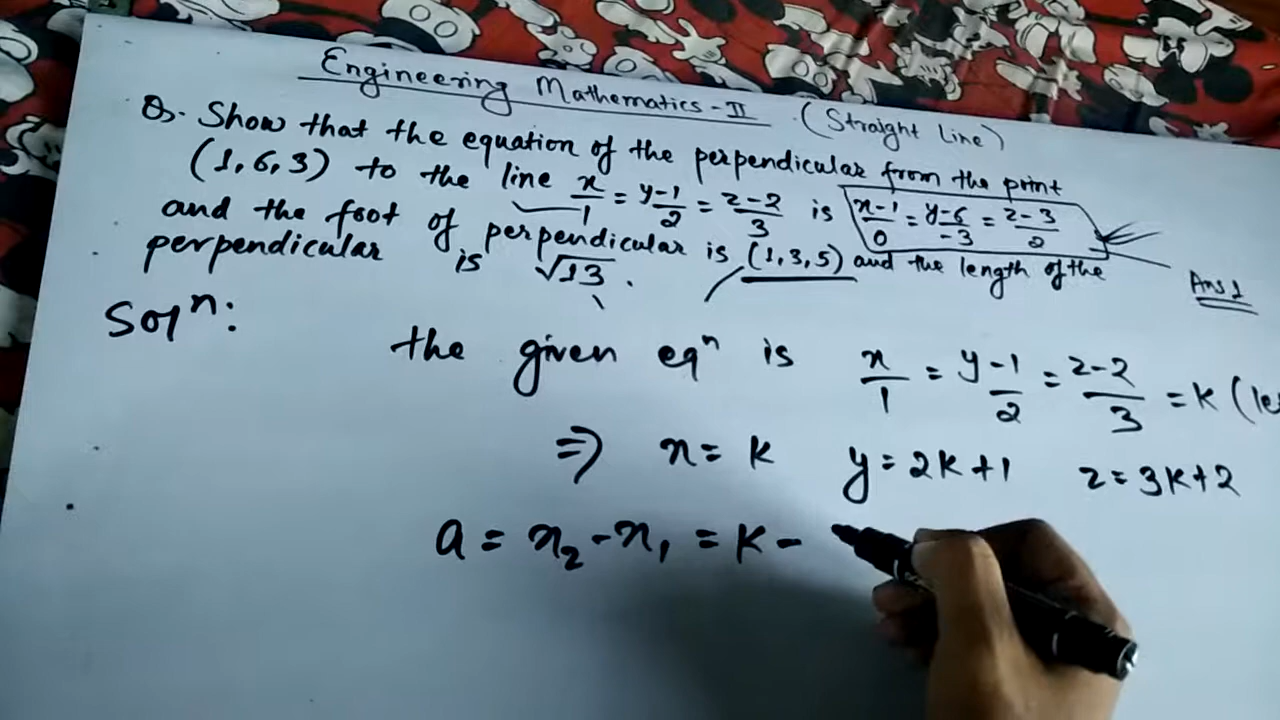 Engineering Mathematics-II (Straight Line)
Q. Show that the equation of the perpendicular from the print
(1,6,3) to the line x/1 = y-1/2 = z-2/3 is x-1/0 = y-6/-3 = z-3/2
and the foot of perpendicular is (1,3,5) and the length of the
perpendicular is √13.
Ans 1
Solⁿ: the given eqⁿ is x/1 = y-1/2 = z-2/3 = K (le
=> x = K y = 2K+1 z = 3K+2
a = x₂-x₁ = K-